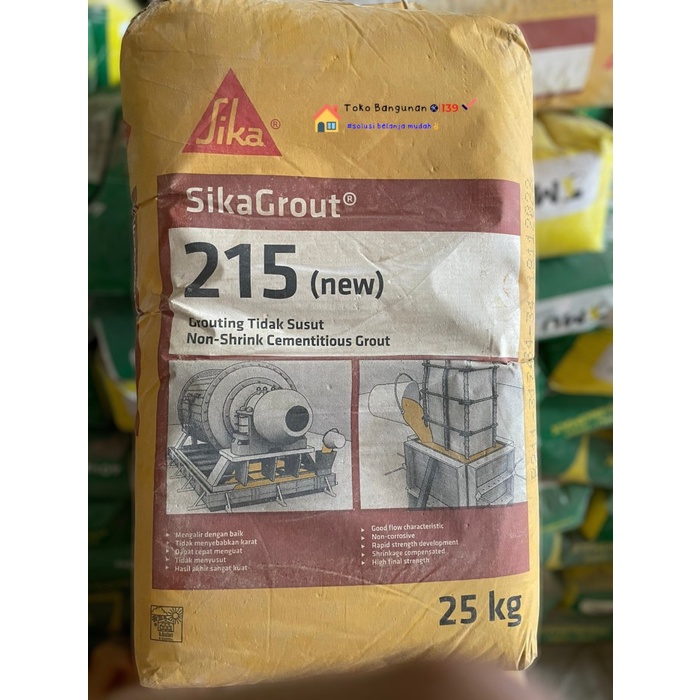 Sika®
Toko Bangunan 139
#solusi belanja mudah
SikaGrout®
215 (new)
Grouting Tidak Susut
Non-Shrink Cementitious Grout
Mengalir dengan baik
Tidak menyebabkan karat
Dapat cepat menguat
Tidak menyusut
Hasil akhir sangat kuat
Good flow characteristic
Non-corrosive
Rapid strength development
Shrinkage compensated
High final strength
25 kg